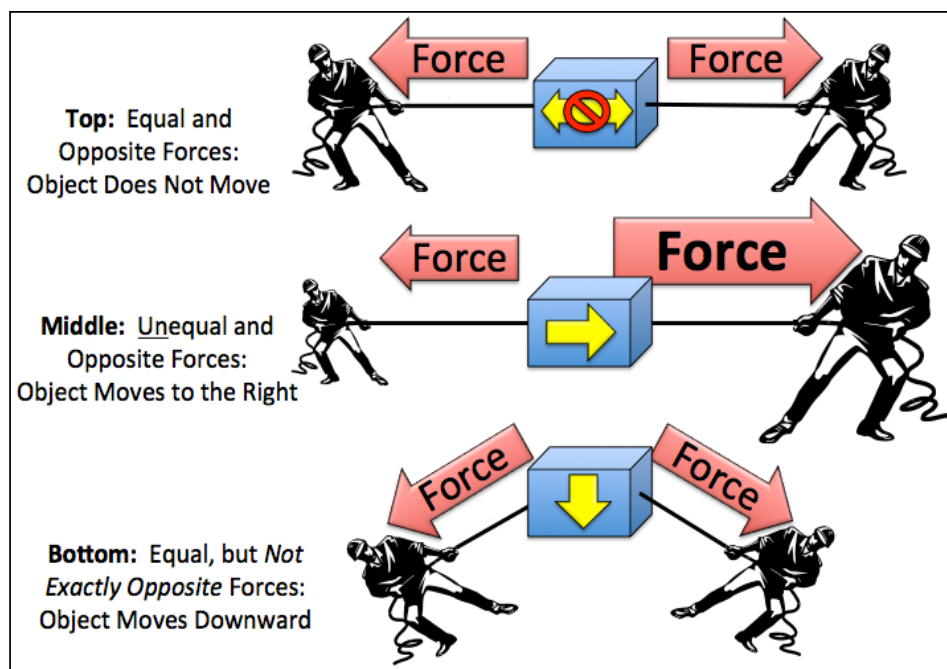 Force Force
Top: Equal and
Opposite Forces:
Object Does Not Move
Force Force
Middle: Unequal and
Opposite Forces:
Object Moves to the Right
Force Force
Bottom: Equal, but Not
Exactly Opposite Forces:
Object Moves Downward